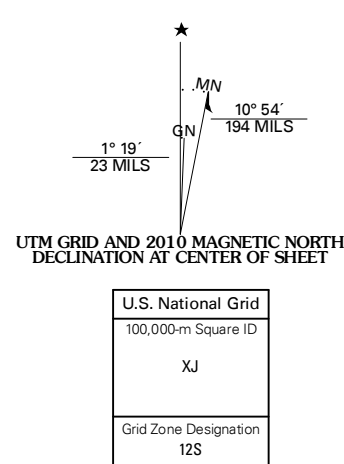 MN
GN
10° 54´
194 MILS
1° 19´
23 MILS
UTM GRID AND 2010 MAGNETIC NORTH
DECLINATION AT CENTER OF SHEET
U.S. National Grid
100,000-m Square ID
XJ
Grid Zone Designation
12S